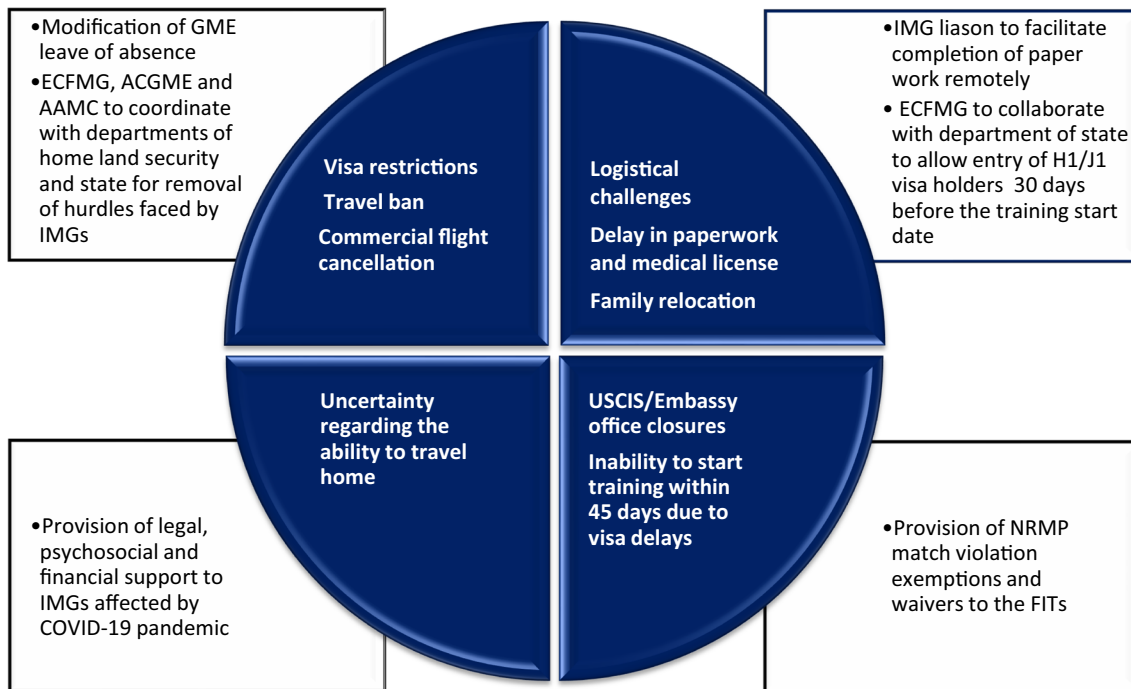 •Modification of GME
leave of absence
•ECFMG, ACGME and
AAMC to coordinate
with departments of
home land security
and state for removal
of hurdles faced by
IMGs
Visa restrictions
Travel ban
Commercial flight
cancellation
Logistical
challenges
Delay in paperwork
and medical license
Family relocation
•IMG liason to facilitate
completion of paper
work remotely
• ECFMG to collaborate
with department of state
to allow entry of H1/J1
visa holders 30 days
before the training start
date
•Provision of legal,
psychosocial and
financial support to
IMGs affected by
COVID-19 pandemic
Uncertainty
regarding the
ability to travel
home
USCIS/Embassy
office closures
Inability to start
training within
45 days due to
visa delays
•Provision of NRMP
match violation
exemptions and
waivers to the FITs